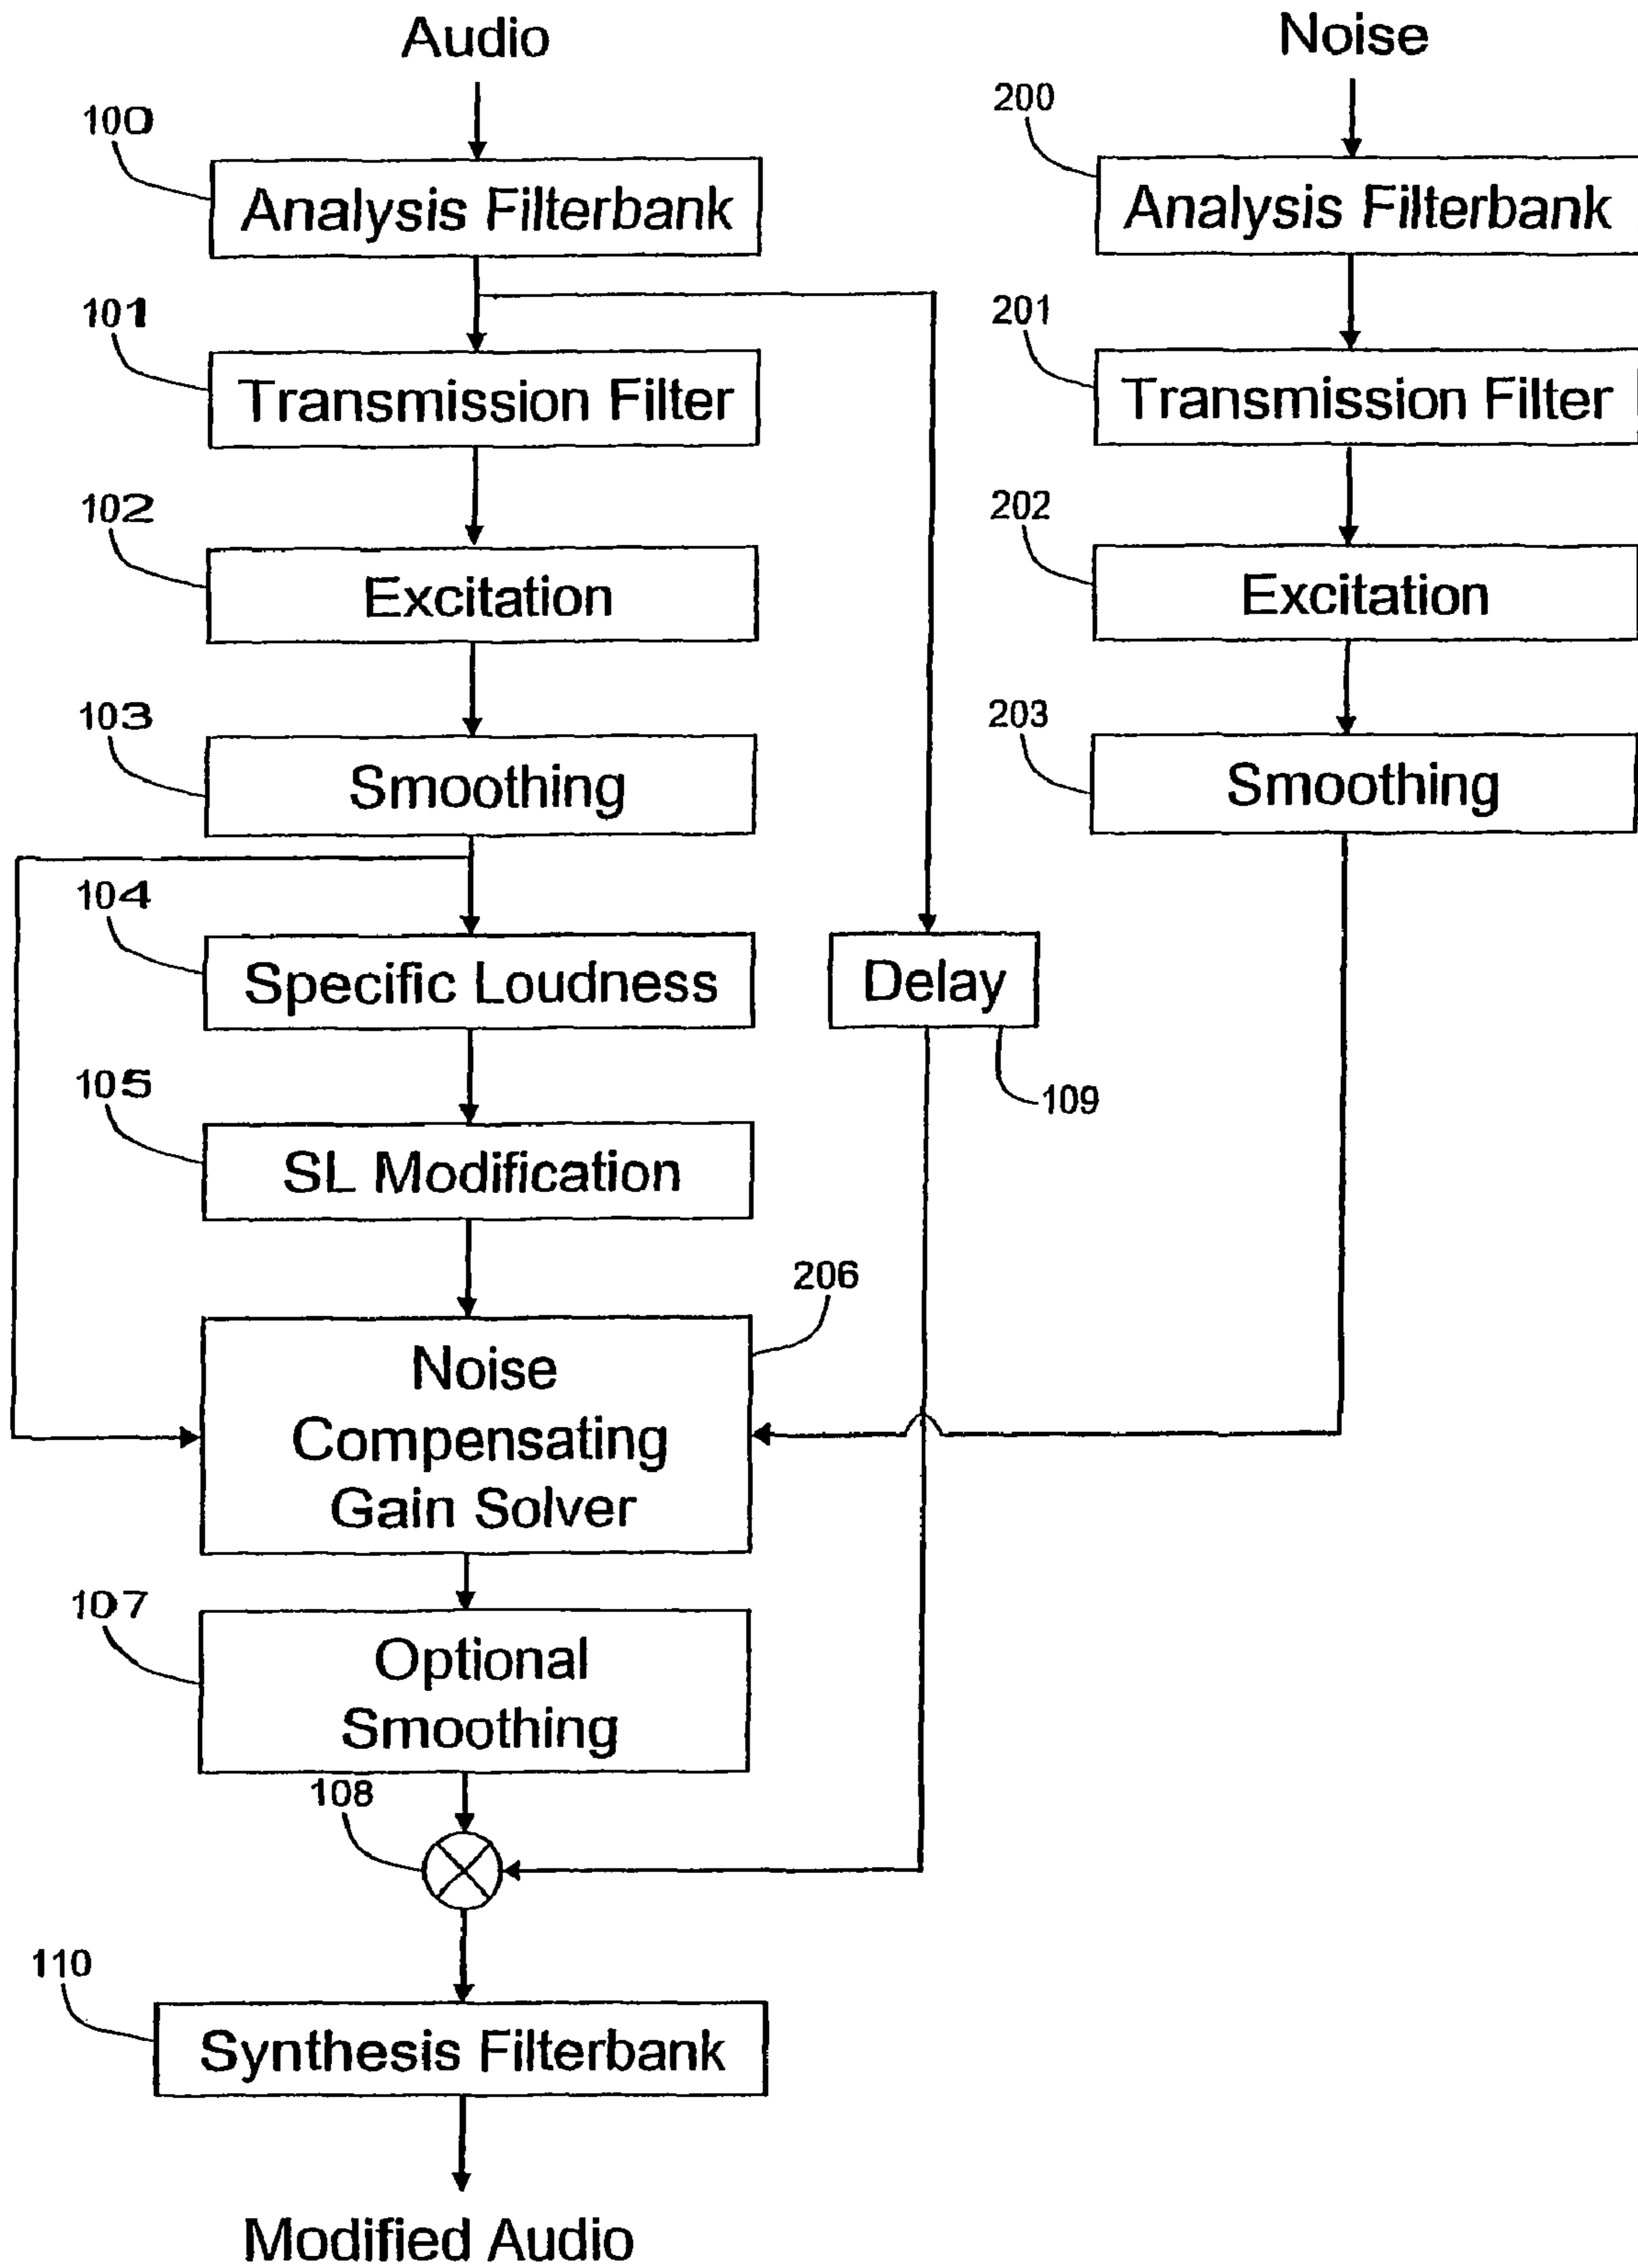 Audio
Noise
100
200
Analysis Filterbank
Analysis Filterbank
101
201
Transmission Filter
Transmission Filter
102
202
Excitation
Excitation
103
203
Smoothing
Smoothing
104
Specific Loudness
Delay
105
109
SL Modification
206
Noise
Compensating
Gain Solver
107
Optional
Smoothing
108
110
Synthesis Filterbank
Modified Audio